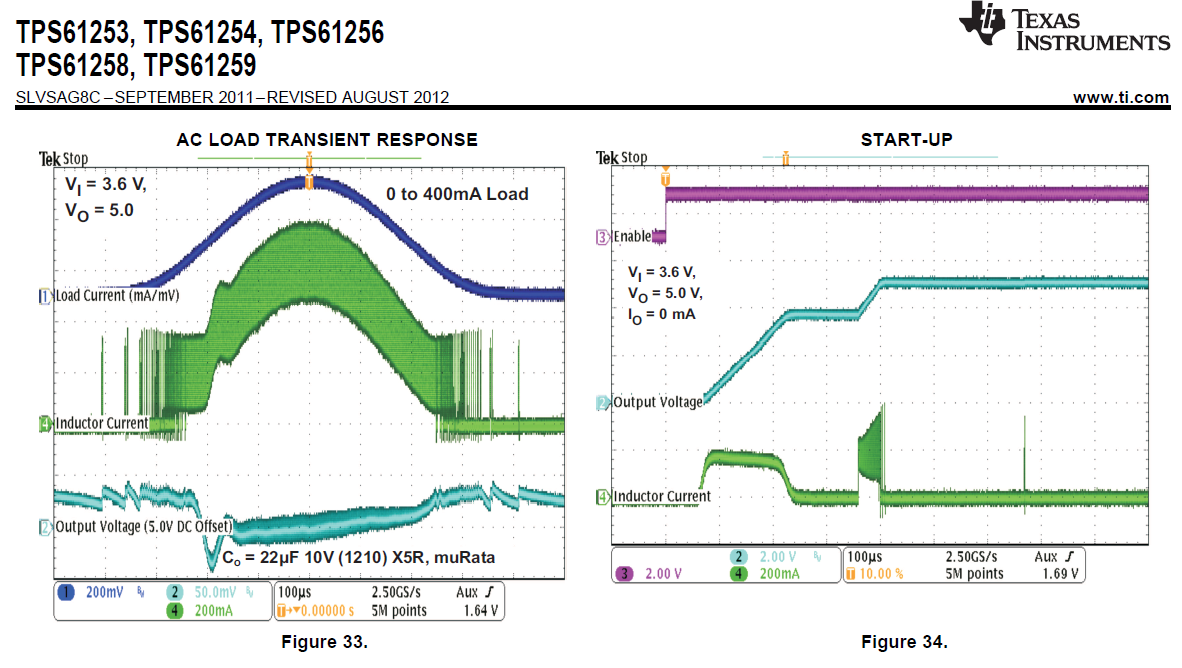 TPS61253, TPS61254, TPS61256
TPS61258, TPS61259
TEXAS
INSTRUMENTS
SLVSAG8C –SEPTEMBER 2011–REVISED AUGUST 2012
www.ti.com
AC LOAD TRANSIENT RESPONSE
Tek Stop
T
T
VI = 3.6 V,
VO = 5.0
0 to 400mA Load
1 Load Current (mA/mV)
4 Inductor Current
2 Output Voltage (5.0V DC Offset)
Co = 22µF 10V (1210) X5R, muRata
1 200mV 2 50.0mV 100µs 2.50GS/s Aux
4 200mA T→▼0.00000 s 5M points 1.64 V
Figure 33.
START-UP
Tek Stop
T
T
3 Enable
VI = 3.6 V,
VO = 5.0 V,
IO = 0 mA
2 Output Voltage
4 Inductor Current
2 2.00 V 100µs 2.50GS/s Aux
3 2.00 V 4 200mA T 10.00 % 5M points 1.69 V
Figure 34.